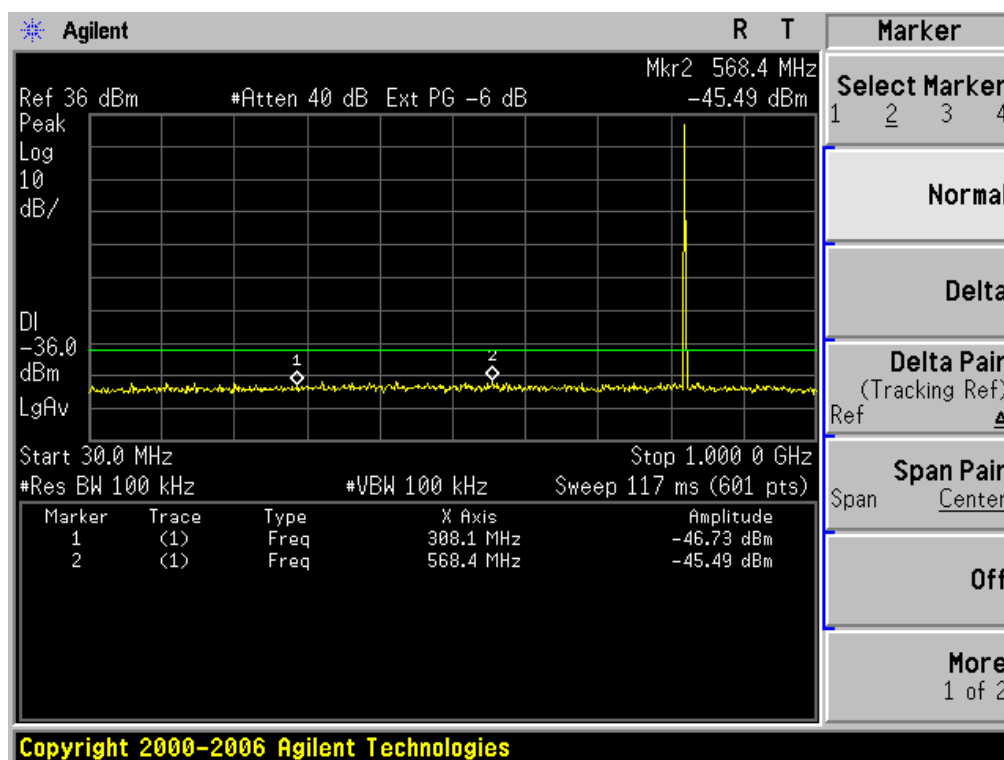 Agilent R T
Mkr2 568.4 MHz
Ref 36 dBm #Atten 40 dB Ext PG -6 dB -45.49 dBm
Peak
Log
10
dB/
DI
-36.0
dBm
LgAv
1
2
Start 30.0 MHz Stop 1.000 0 GHz
#Res BW 100 kHz #VBW 100 kHz Sweep 117 ms (601 pts)
Marker Trace Type X Axis Amplitude
1 (1) Freq 308.1 MHz -46.73 dBm
2 (1) Freq 568.4 MHz -45.49 dBm
Marker
Select Marker
1 2 3 4
Normal
Delta
Delta Pair
(Tracking Ref)
Ref Δ
Span Pair
Span Center
Off
More
1 of 2
Copyright 2000-2006 Agilent Technologies